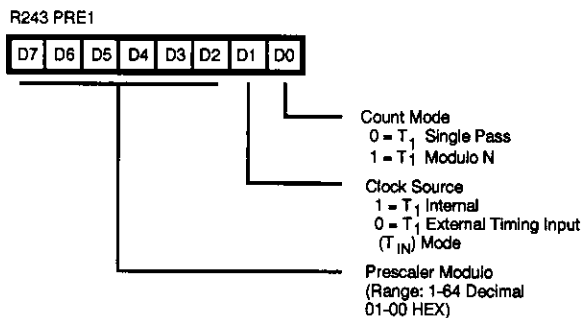 R243 PRE1
D7 D6 D5 D4 D3 D2 D1 D0
Count Mode
0 = T1 Single Pass
1 = T1 Modulo N
Clock Source
1 = T1 Internal
0 = T1 External Timing Input
(TIN) Mode
Prescaler Modulo
(Range: 1-64 Decimal
01-00 HEX)